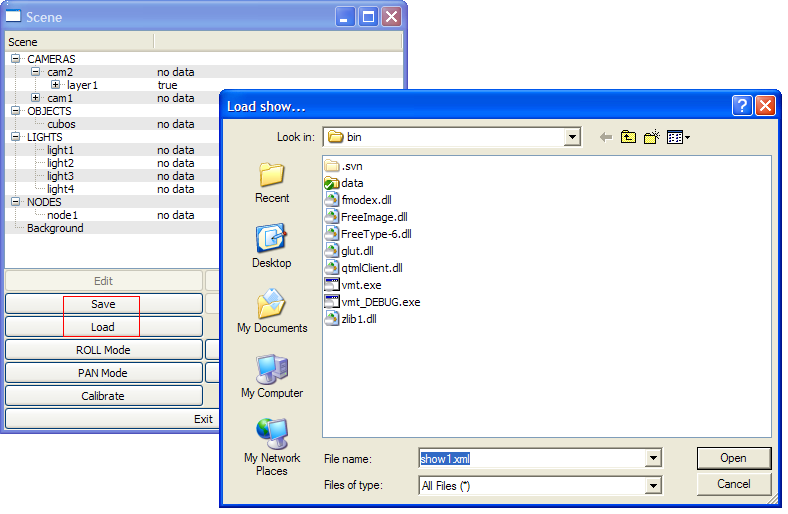 Scene
Scene
CAMERAS
cam2 no data
layer1 true
cam1 no data
OBJECTS
cubos no data
LIGHTS
light1 no data
light2 no data
light3 no data
light4 no data
NODES
node1 no data
Background
Edit
Save
Load
ROLL Mode
PAN Mode
Calibrate
Exit
Load show...
Look in: bin
Recent
Desktop
My Documents
My Computer
My Network
Places
.svn
data
fmodex.dll
FreeImage.dll
FreeType-6.dll
glut.dll
qtmlClient.dll
vmt.exe
vmt_DEBUG.exe
zlib1.dll
File name: show1.xml Open
Files of type: All Files (*) Cancel